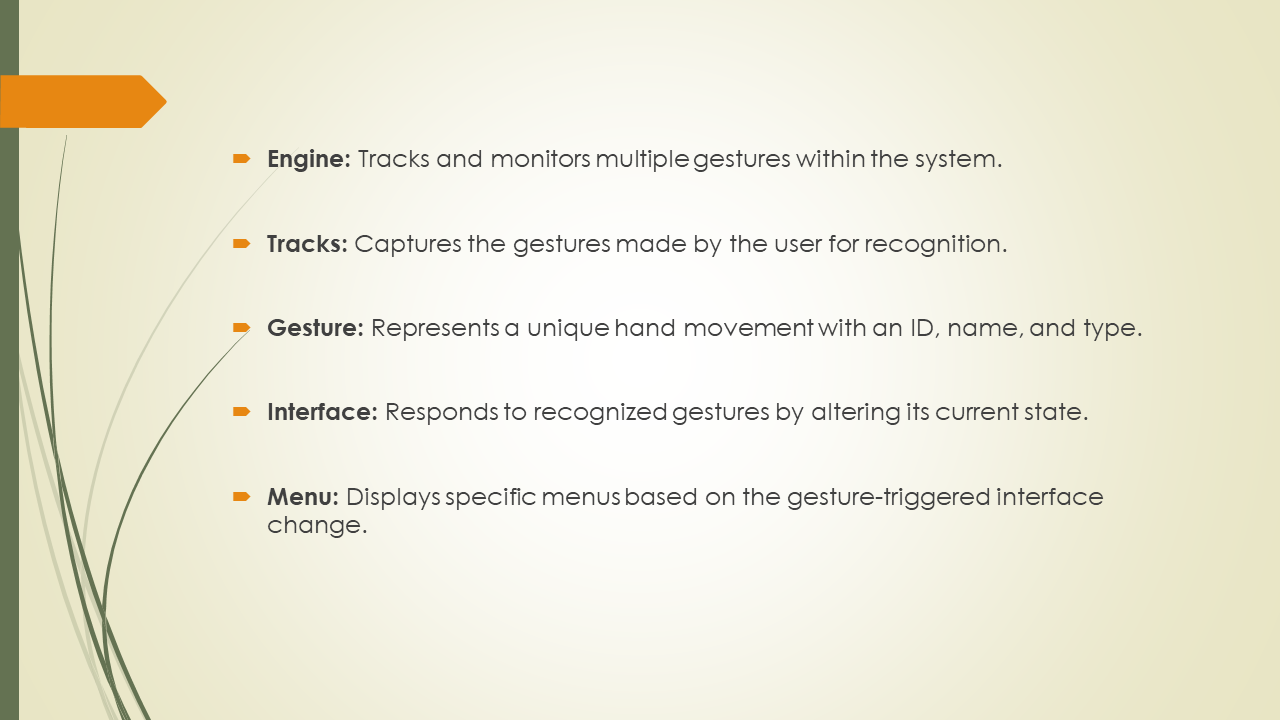 Engine: Tracks and monitors multiple gestures within the system.
Tracks: Captures the gestures made by the user for recognition.
Gesture: Represents a unique hand movement with an ID, name, and type.
Interface: Responds to recognized gestures by altering its current state.
Menu: Displays specific menus based on the gesture-triggered interface
change.